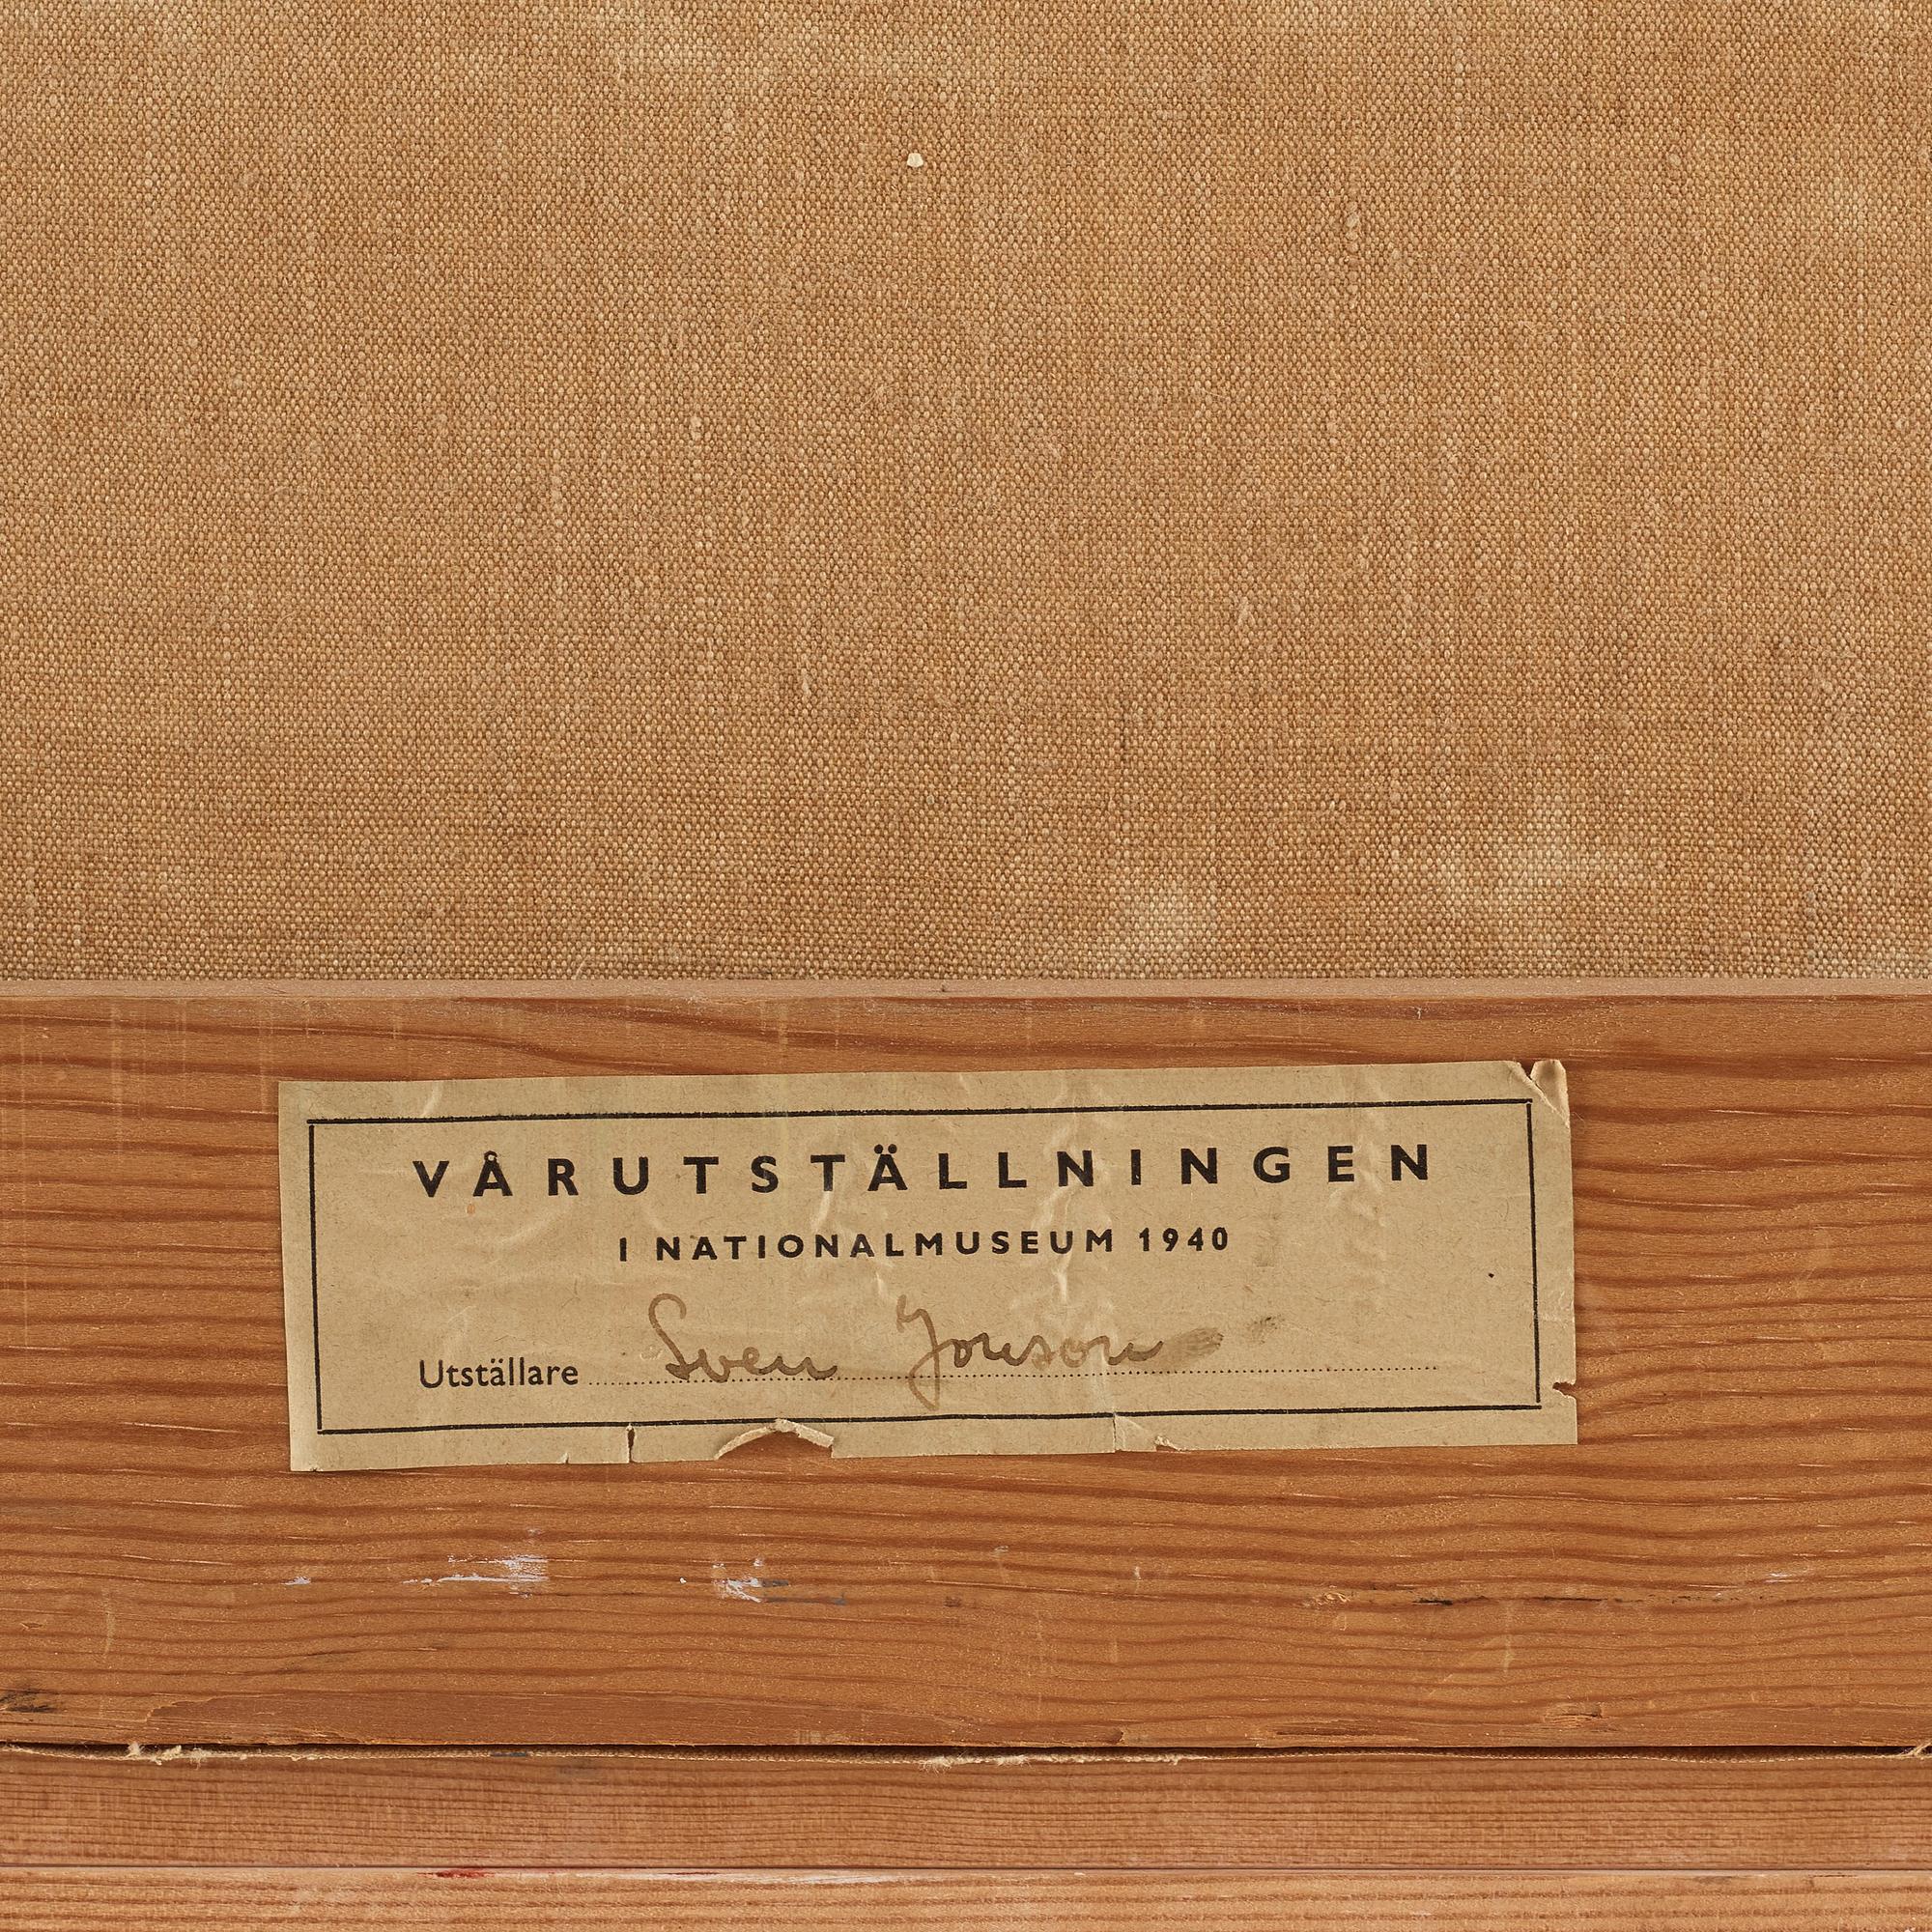 VÅRUTSTÄLLNINGEN
I NATIONALMUSEUM 1940
Utställare Sven Jonson